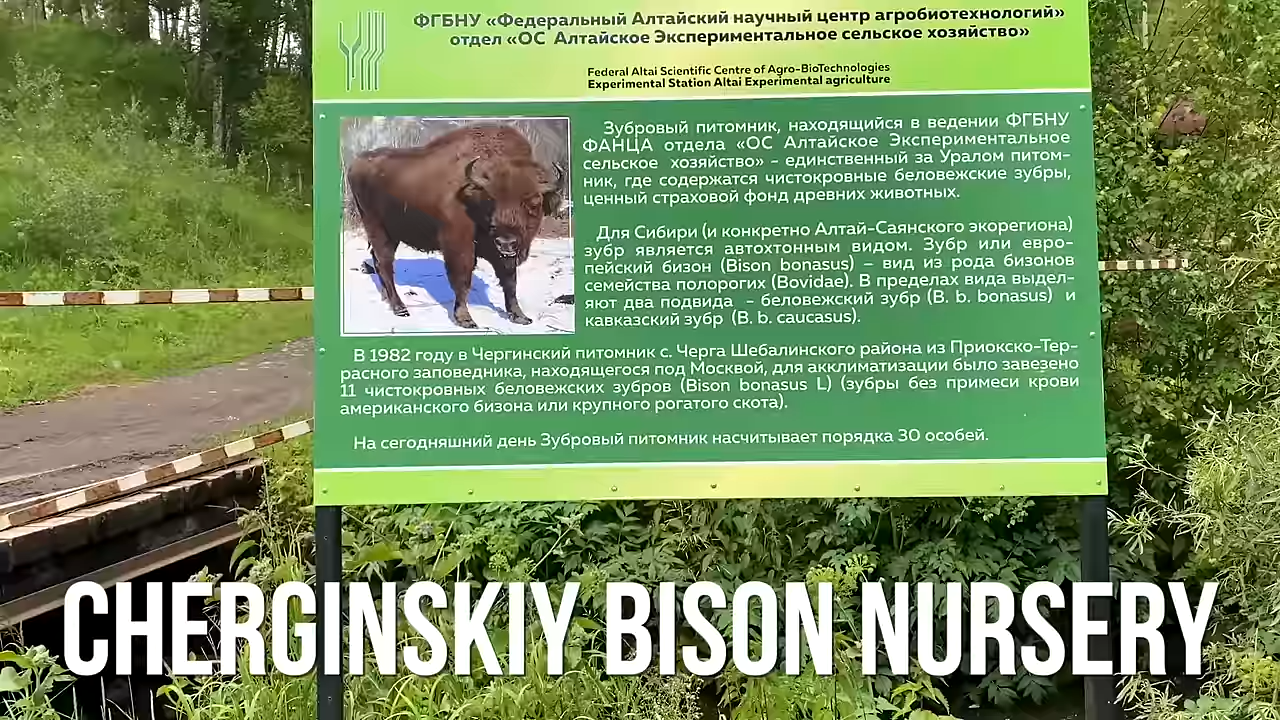 ФГБНУ «Федеральный Алтайский научный центр агробиотехнологий»
отдел «ОС Алтайское Экспериментальное сельское хозяйство»
Federal Altai Scientific Centre of Agro-BioTechnologies
Experimental Station Altai Experimental agriculture
Зубровый питомник, находящийся в ведении ФГБНУ
ФАНЦА отдела «ОС Алтайское Экспериментальное
сельское хозяйство» - единственный за Уралом питом-
ник, где содержатся чистокровные беловежские зубры,
ценный страховой фонд древних животных.
Для Сибири (и конкретно Алтай-Саянского экорегиона)
зубр является автохтонным видом. Зубр или евро-
пейский бизон (Bison bonasus) – вид из рода бизонов
семейства полорогих (Bovidae). В пределах вида выдел-
яют два подвида - беловежский зубр (B. b. bonasus) и
кавказский зубр (B. b. caucasus).
В 1982 году в Чергинский питомник с. Черга Шебалинского района из Приокско-Тер-
расного заповедника, находящегося под Москвой, для акклиматизации было завезено
11 чистокровных беловежских зубров (Bison bonasus L) (зубры без примеси крови
американского бизона или крупного рогатого скота).
На сегодняшний день Зубровый питомник насчитывает порядка 30 особей.
CHERGINSKIY BISON NURSERY